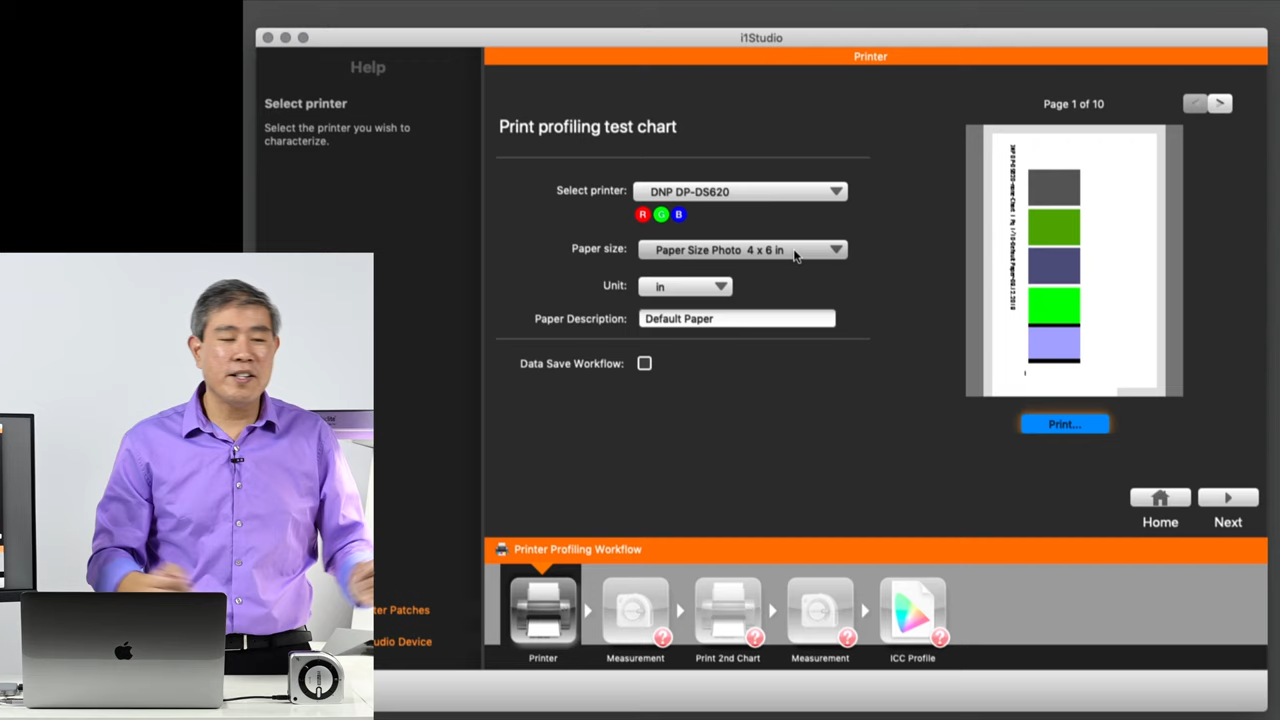 i1Studio
Help
Printer
Select printer
Select the printer you wish to
characterize.
Print profiling test chart
Select printer:
DNP DP-DS620
R G B
Paper size:
Paper Size Photo 4 x 6 in
Unit:
in
Paper Description:
Default Paper
Data Save Workflow:
Page 1 of 10
< >
Print...
Home
Next
Printer Profiling Workflow
ter Patches
udio Device
Printer
Measurement
?
Print 2nd Chart
?
Measurement
?
ICC Profile
?